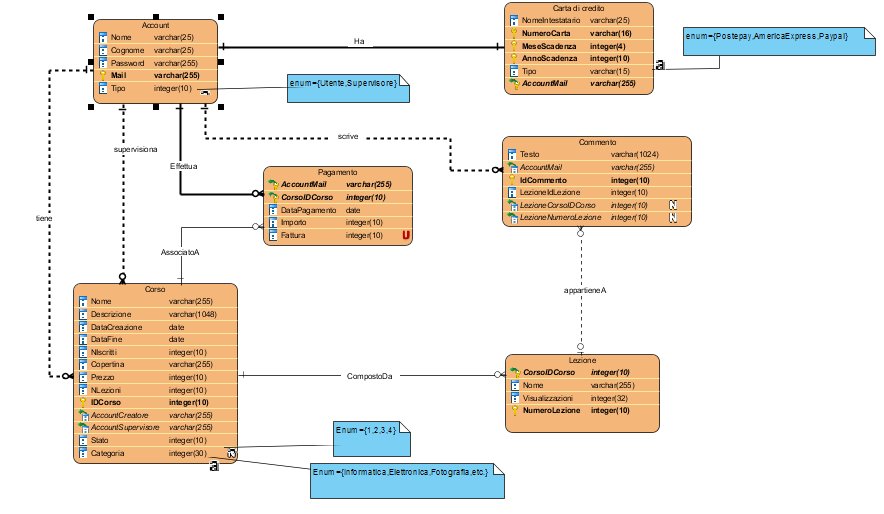 Account
Nome varchar(25)
Cognome varchar(25)
Password varchar(255)
Mail varchar(255)
Tipo integer(10)
Ha
Carta di credito
NomeIntestatario varchar(25)
NumeroCarta varchar(16)
MeseScadenza integer(4)
AnnoScadenza integer(10)
Tipo varchar(15)
AccountMail varchar(255)
enum={Postepay,AmericaExpress,Paypal}
a
enum={Utente,Supervisore}
a
scrive
supervisiona
Effettua
tiene
Pagamento
AccountMail varchar(255)
CorsoIDCorso integer(10)
DataPagamento date
Importo integer(10)
Fattura integer(10) U
Commento
Testo varchar(1024)
AccountMail varchar(255)
IdCommento integer(10)
LezioneIdLezione integer(10)
LezioneCorsoIDCorso integer(10) N
LezioneNumeroLezione integer(10) N
AssociatoA
appartieneA
Corso
Nome varchar(255)
Descrizione varchar(1048)
DataCreazione date
DataFine date
NIscritti integer(10)
Copertina varchar(255)
Prezzo integer(10)
NLezioni integer(10)
IDCorso integer(10)
AccountCreatore varchar(255)
AccountSupervisore varchar(255)
Stato integer(10)
Categoria integer(30)
a
CompostoDa
Lezione
CorsoIDCorso integer(10)
Nome varchar(255)
Visualizzazioni integer(32)
NumeroLezione integer(10)
Enum={1,2,3,4}
Enum={Informatica,Elettronica,Fotografia,etc.}